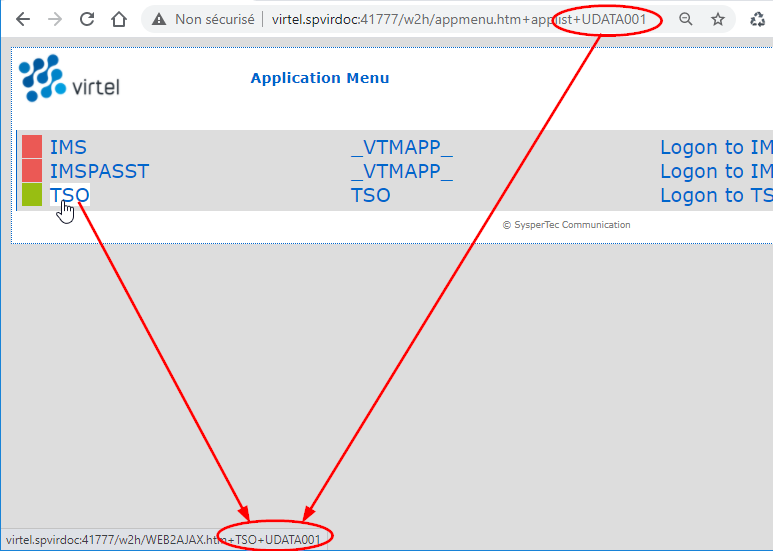 Non sécurisé virtel.spvirdoc:41777/w2h/appmenu.htm+applist+UDATA001
virtel
Application Menu
IMS _VTMAPP_ Logon to IM
IMSPASST _VTMAPP_ Logon to IM
TSO TSO Logon to TS
© SysperTec Communication
virtel.spvirdoc:41777/w2h/WEB2AJAX.htm+TSO+UDATA001